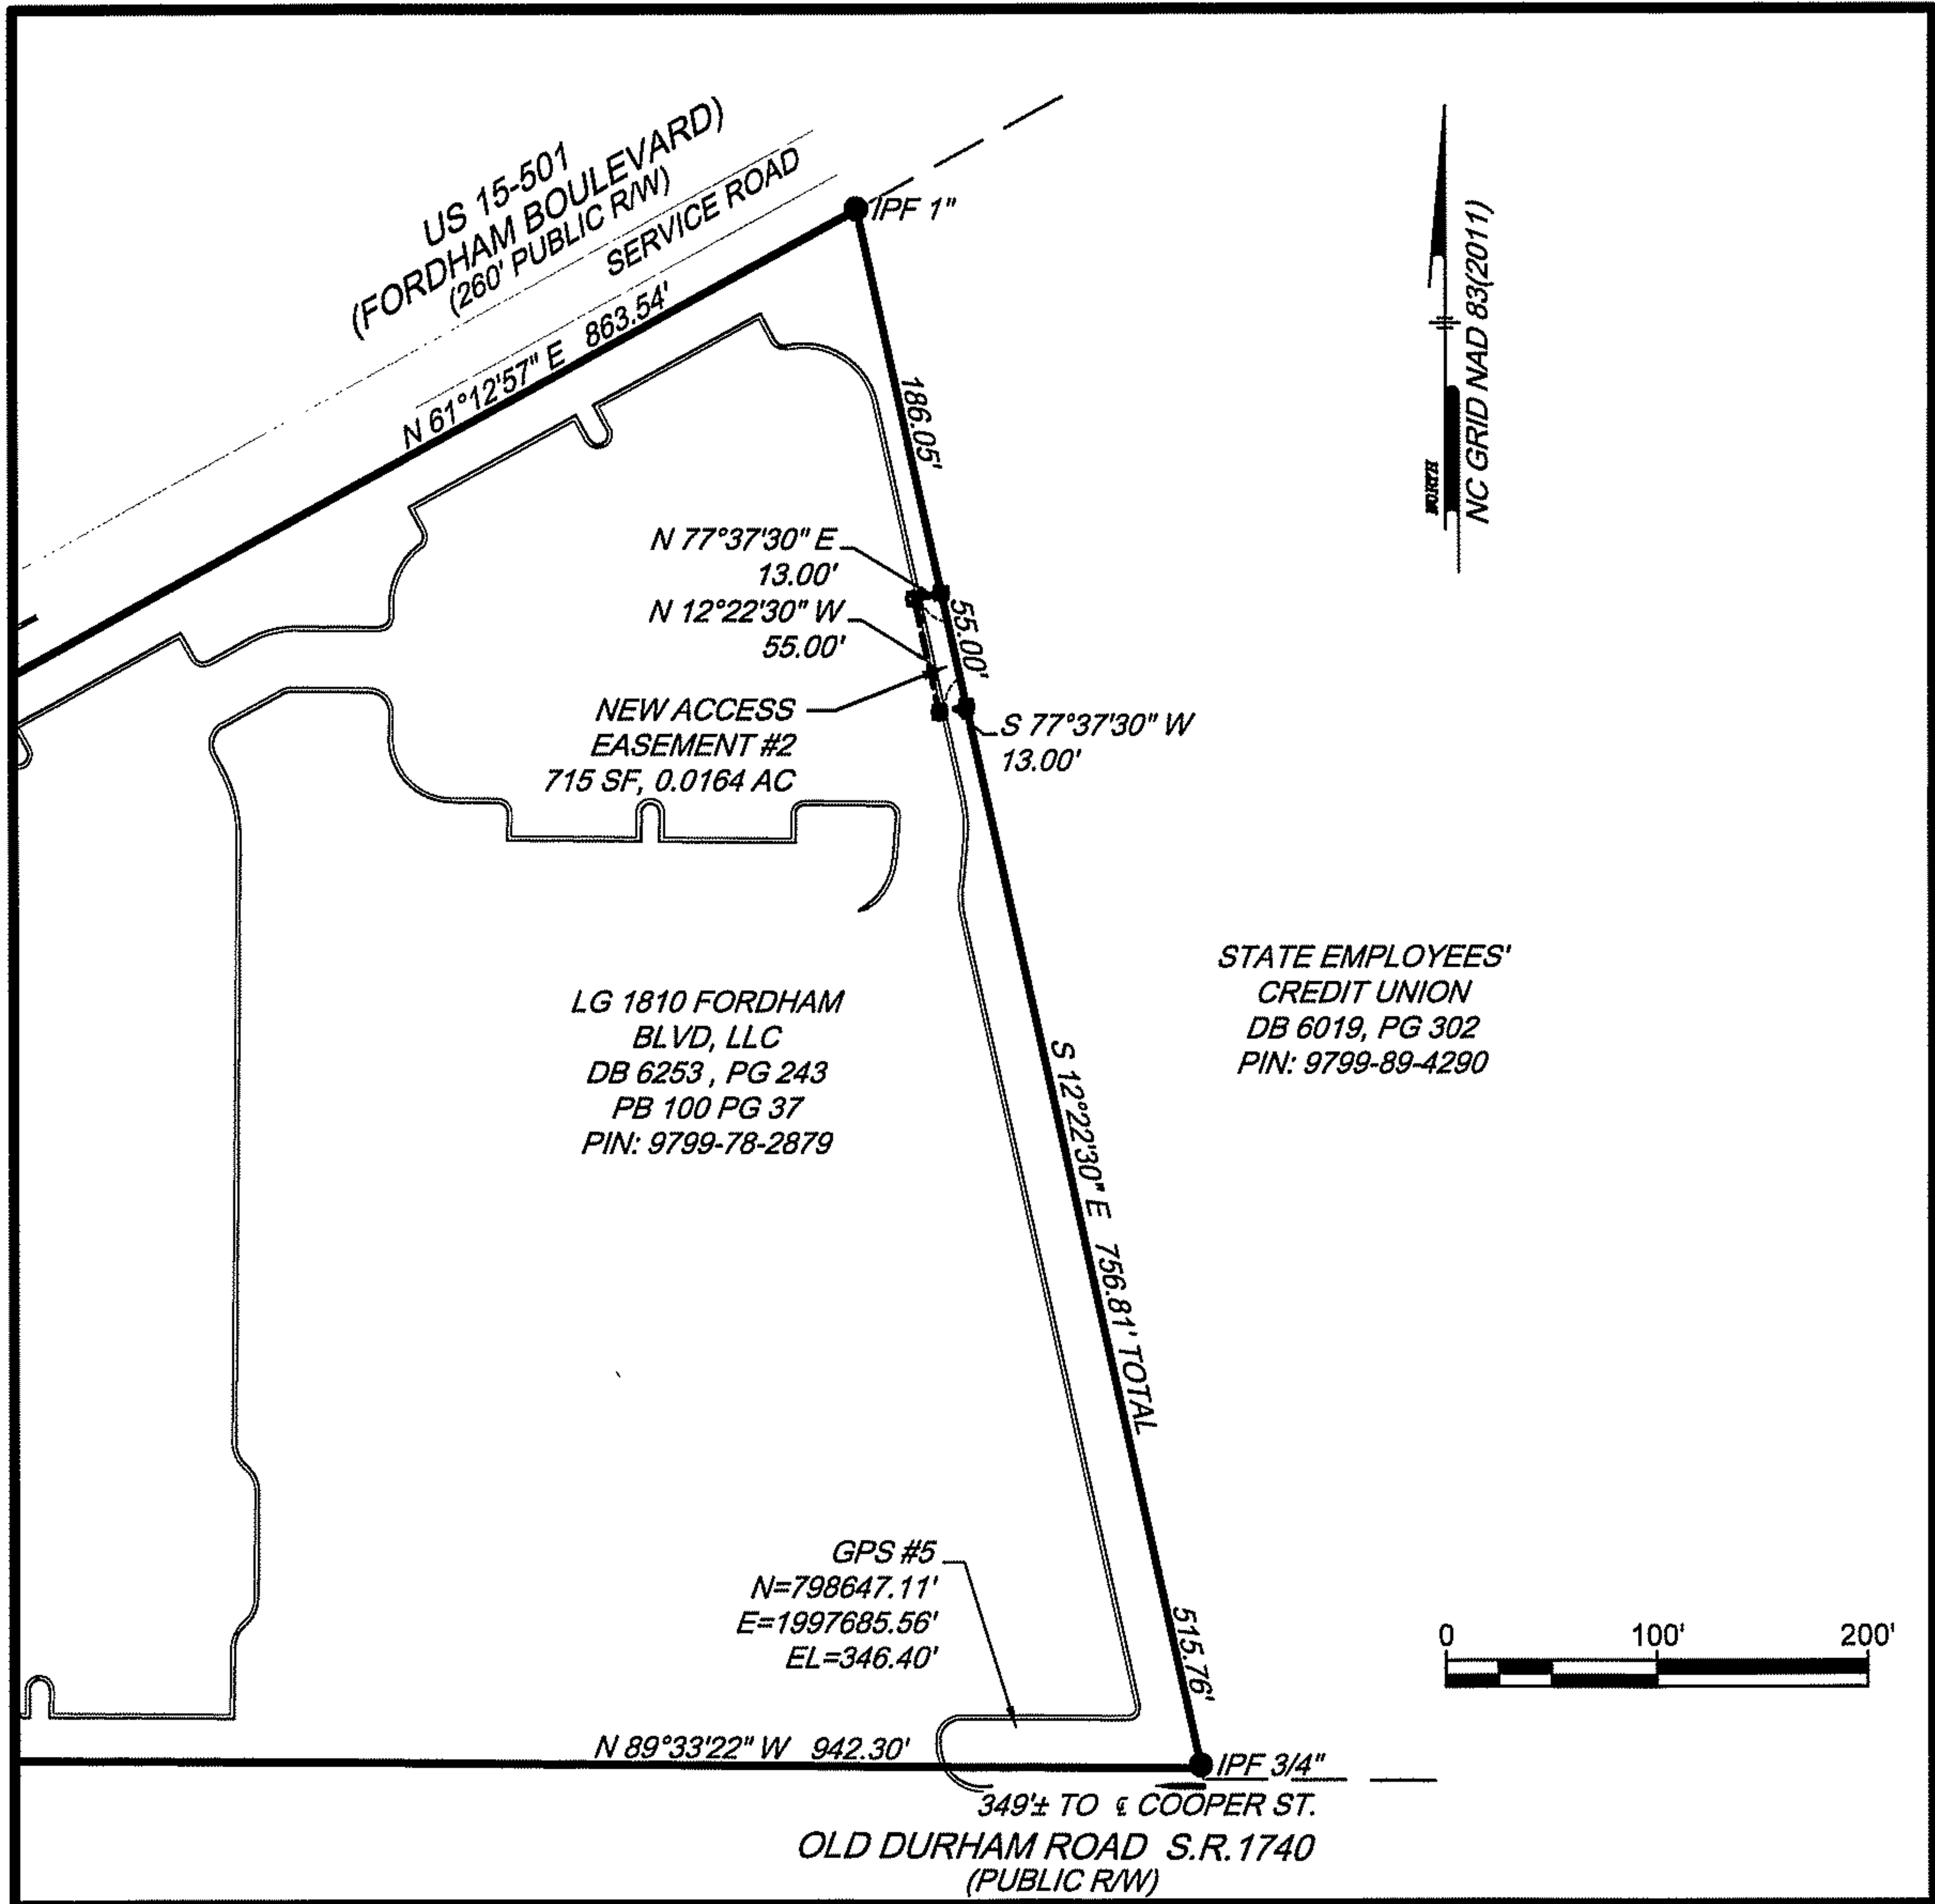 US 15-501
(FORDHAM BOULEVARD)
(260' PUBLIC R/W)
SERVICE ROAD
IPF 1"
N 61°12'57" E 863.54'
186.05'
NC GRID NAD 83(2011)
NORTH
N 77°37'30" E
13.00'
N 12°22'30" W
55.00'
55.00'
NEW ACCESS
EASEMENT #2
715 SF, 0.0164 AC
S 77°37'30" W
13.00'
LG 1810 FORDHAM
BLVD, LLC
DB 6253 , PG 243
PB 100 PG 37
PIN: 9799-78-2879
STATE EMPLOYEES'
CREDIT UNION
DB 6019, PG 302
PIN: 9799-89-4290
S 12°22'30" E 756.81' TOTAL
GPS #5
N=798647.11'
E=1997685.56'
EL=346.40'
515.76'
0 100' 200'
N 89°33'22" W 942.30'
IPF 3/4"
349'± TO ℄ COOPER ST.
OLD DURHAM ROAD S.R.1740
(PUBLIC R/W)